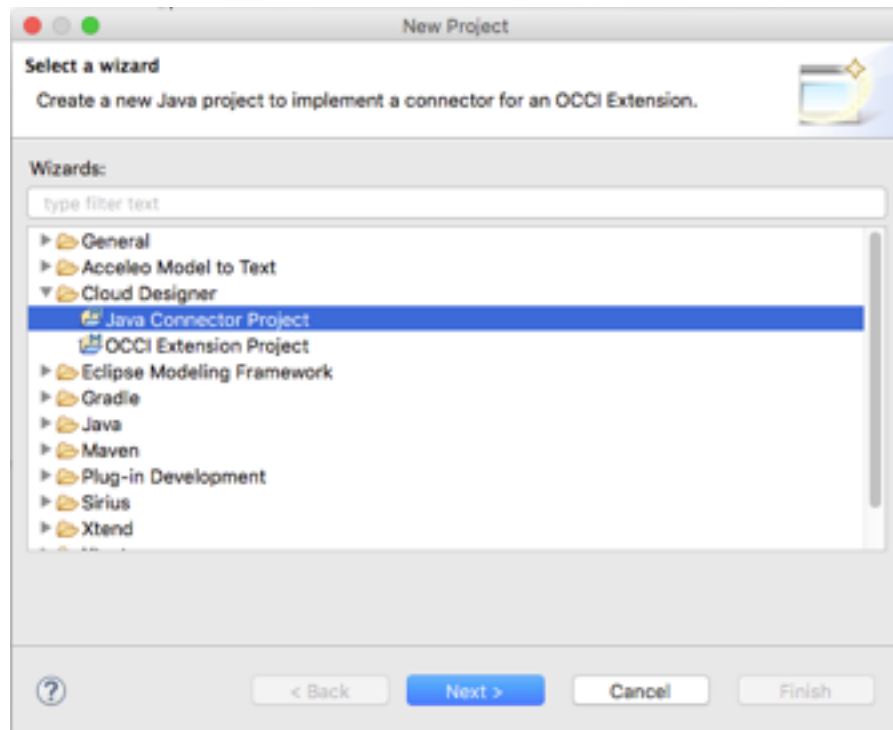 New Project
Select a wizard
Create a new Java project to implement a connector for an OCCI Extension.
Wizards:
type filter text
General
Acceleo Model to Text
Cloud Designer
Java Connector Project
OCCI Extension Project
Eclipse Modeling Framework
Gradle
Java
Maven
Plug-in Development
Sirius
Xtend
?
< Back
Next >
Cancel
Finish